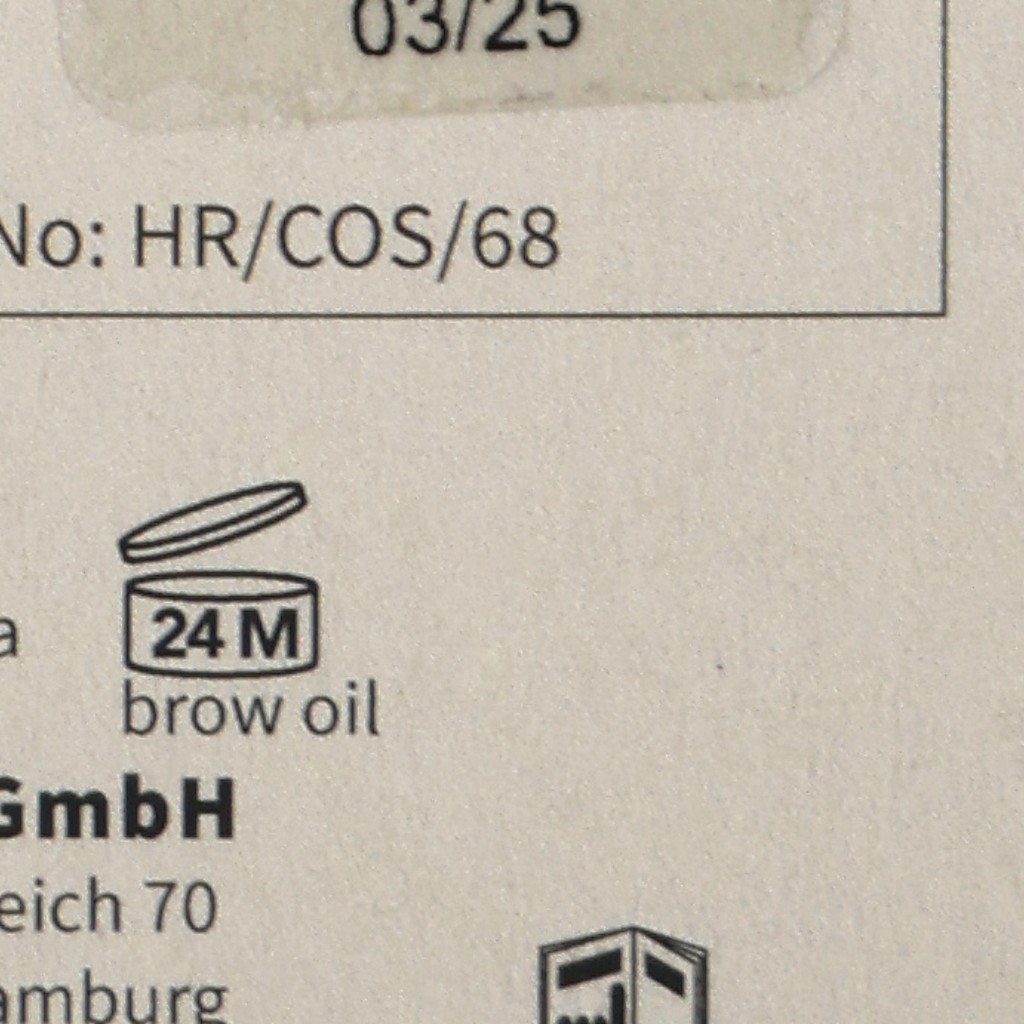 03/25
No: HR/COS/68
a
24 M
brow oil
GmbH
eich 70
amburg